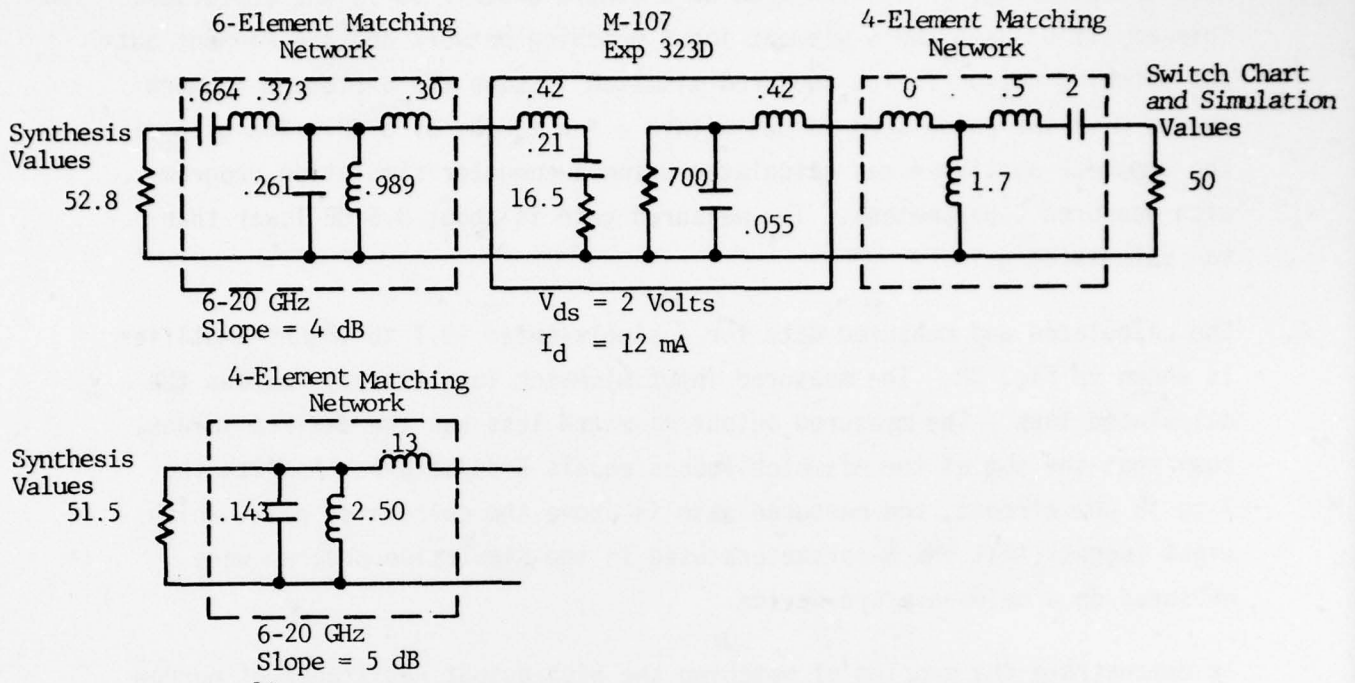 6-Element Matching Network
M-107
Exp 323D
4-Element Matching Network
Switch Chart and Simulation Values
Synthesis Values
.664 .373
.30
.42
.21
.42
0
.5
2
52.8
.261
.989
16.5
700
.055
1.7
50
6-20 GHz
Slope = 4 dB
Vds = 2 Volts
Id = 12 mA
4-Element Matching Network
Synthesis Values
51.5
.13
.143
2.50
6-20 GHz
Slope = 5 dB